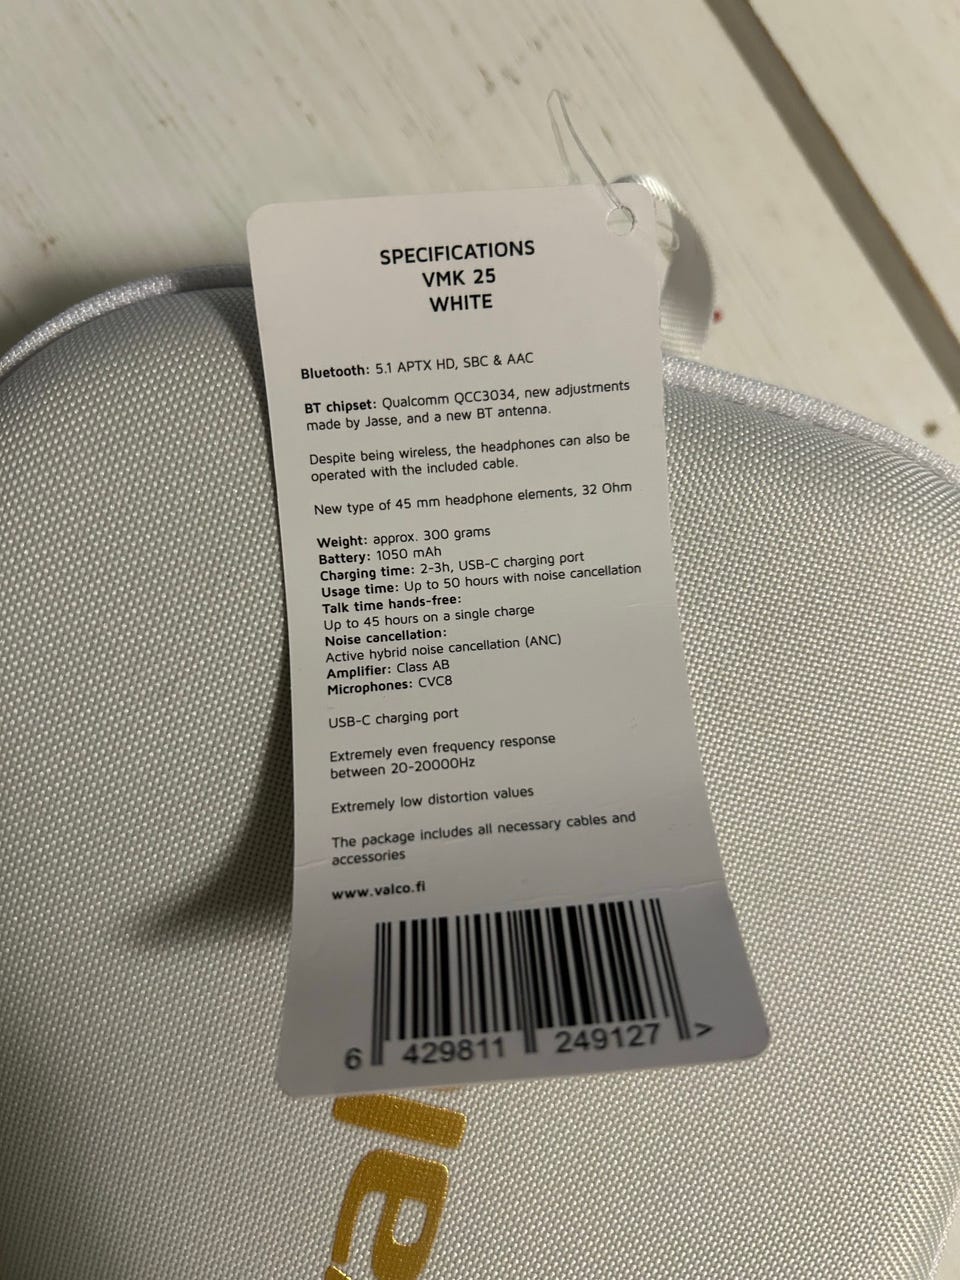 SPECIFICATIONS
VMK 25
WHITE
Bluetooth: 5.1 APTX HD, SBC & AAC
BT chipset: Qualcomm QCC3034, new adjustments
made by Jasse, and a new BT antenna.
Despite being wireless, the headphones can also be
operated with the included cable.
New type of 45 mm headphone elements, 32 Ohm
Weight: approx. 300 grams
Battery: 1050 mAh
Charging time: 2-3h, USB-C charging port
Usage time: Up to 50 hours with noise cancellation
Talk time hands-free:
Up to 45 hours on a single charge
Noise cancellation:
Active hybrid noise cancellation (ANC)
Amplifier: Class AB
Microphones: CVC8
USB-C charging port
Extremely even frequency response
between 20-20000Hz
Extremely low distortion values
The package includes all necessary cables and
accessories
www.valco.fi
6 429811 249127 >